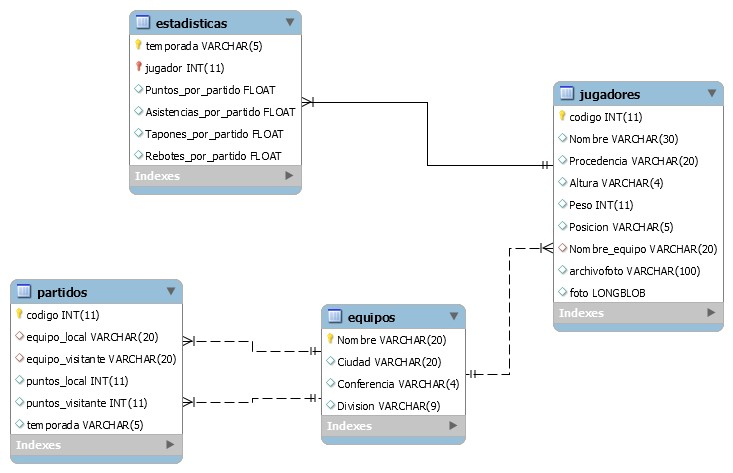 estadisticas
temporada VARCHAR(5)
jugador INT(11)
Puntos_por_partido FLOAT
Asistencias_por_partido FLOAT
Tapones_por_partido FLOAT
Rebotes_por_partido FLOAT
Indexes
jugadores
codigo INT(11)
Nombre VARCHAR(30)
Procedencia VARCHAR(20)
Altura VARCHAR(4)
Peso INT(11)
Posicion VARCHAR(5)
Nombre_equipo VARCHAR(20)
archivofoto VARCHAR(100)
foto LONGBLOB
Indexes
partidos
codigo INT(11)
equipo_local VARCHAR(20)
equipo_visitante VARCHAR(20)
puntos_local INT(11)
puntos_visitante INT(11)
temporada VARCHAR(5)
Indexes
equipos
Nombre VARCHAR(20)
Ciudad VARCHAR(20)
Conferencia VARCHAR(4)
Division VARCHAR(9)
Indexes